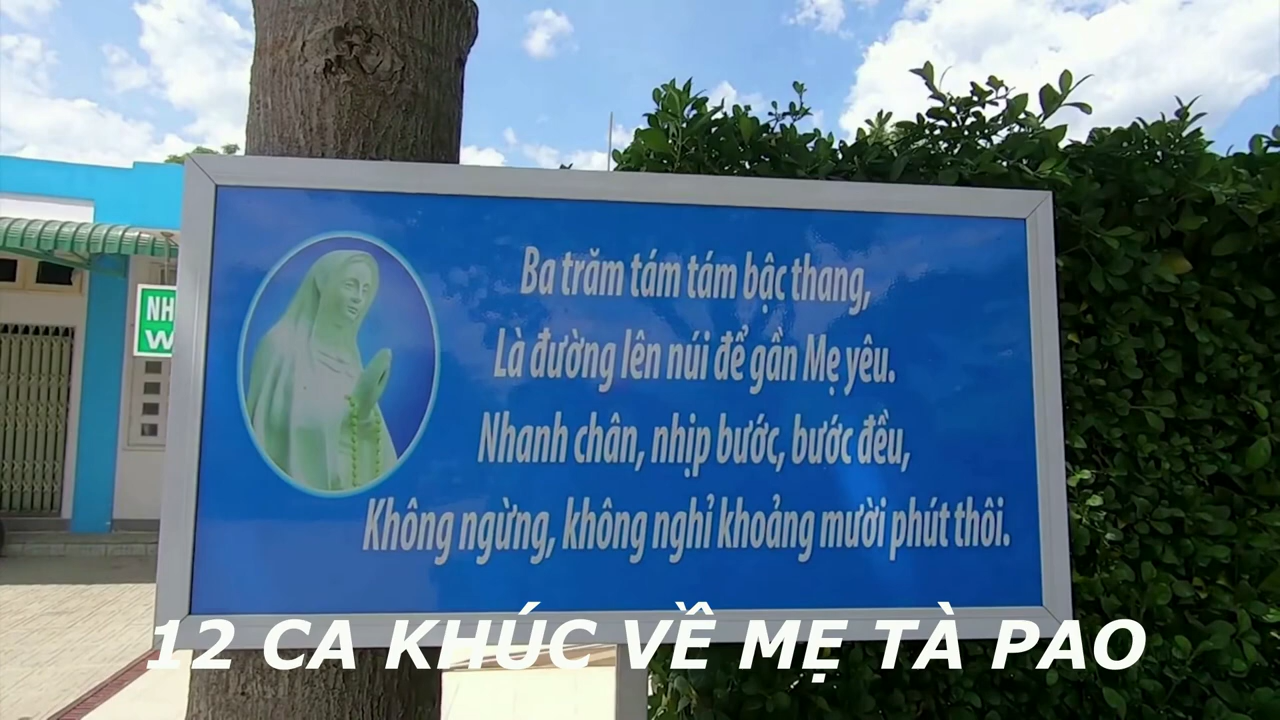 Ba trăm tám tám bậc thang,
Là đường lên núi để gần Mẹ yêu.
Nhanh chân, nhịp bước, bước đều,
Không ngừng, không nghỉ khoảng mười phút thôi.
NH
W
12 CA KHÚC VỀ MẸ TÀ PAO